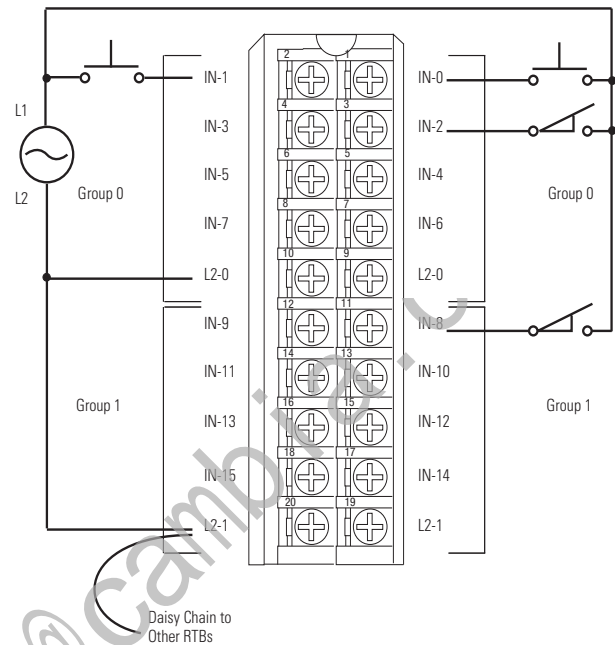 2 1
IN-1 IN-0
4 3
L1 IN-3 IN-2
6 5
IN-5 IN-4
L2 Group 0 Group 0
8 7
IN-7 IN-6
10 9
L2-0 L2-0
12 11
IN-9 IN-8
14 13
IN-11 IN-10
Group 1 Group 1
16 15
IN-13 IN-12
18 17
IN-15 IN-14
20 19
L2-1 L2-1
Daisy Chain to
Other RTBs
@cambia.c